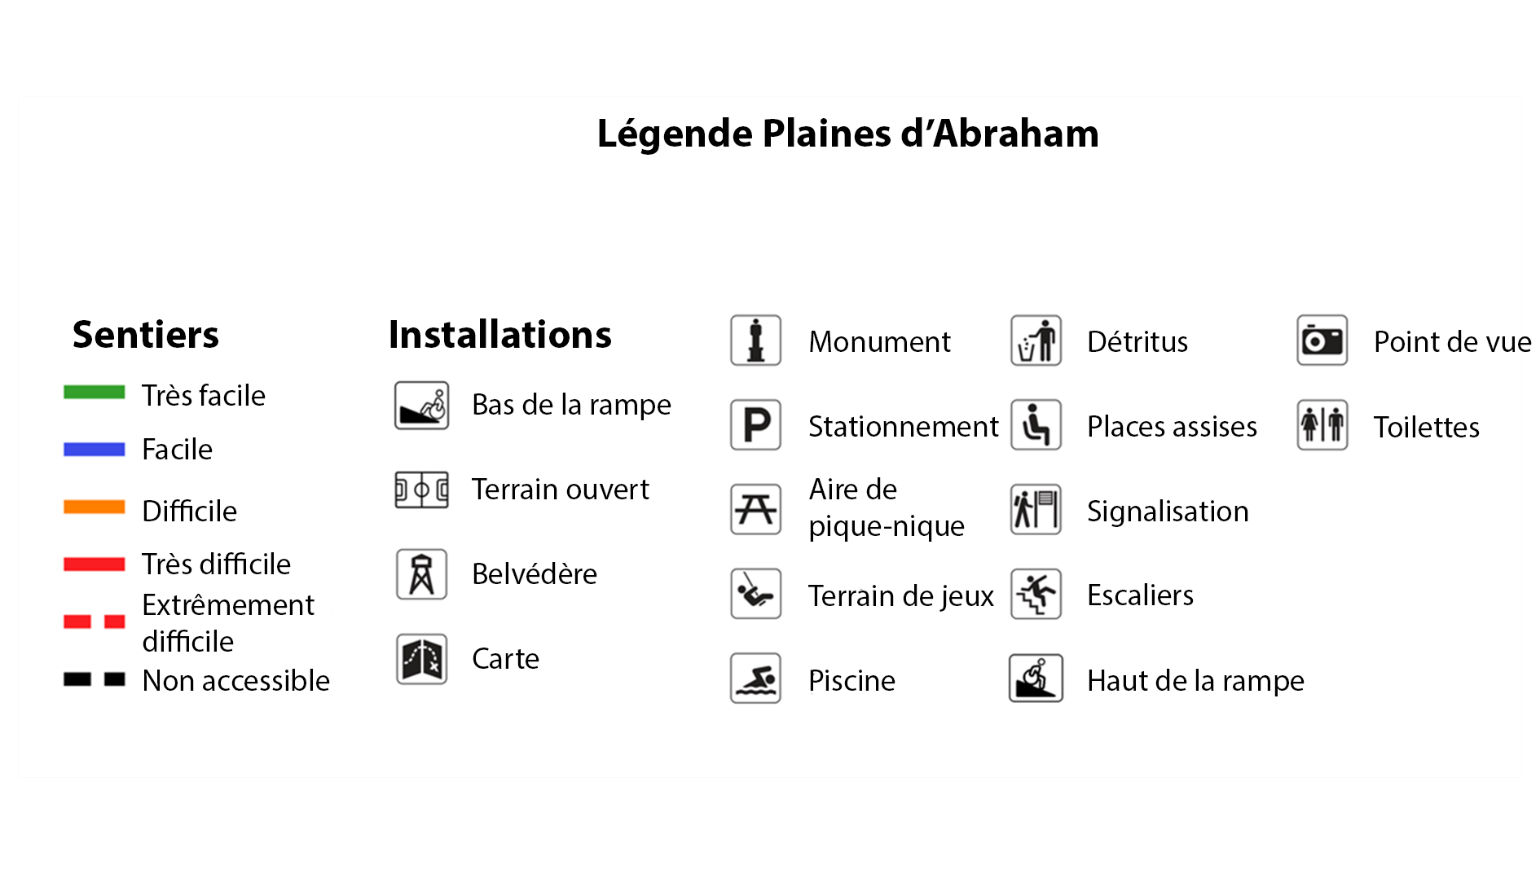 Légende Plaines d’Abraham
Sentiers
Très facile
Facile
Difficile
Très difficile
Extrêmement
difficile
Non accessible
Installations
Bas de la rampe
Terrain ouvert
Belvédère
Carte
Monument
P
Stationnement
Aire de
pique-nique
Terrain de jeux
Piscine
Détritus
Places assises
Signalisation
Escaliers
Haut de la rampe
Point de vue
Toilettes